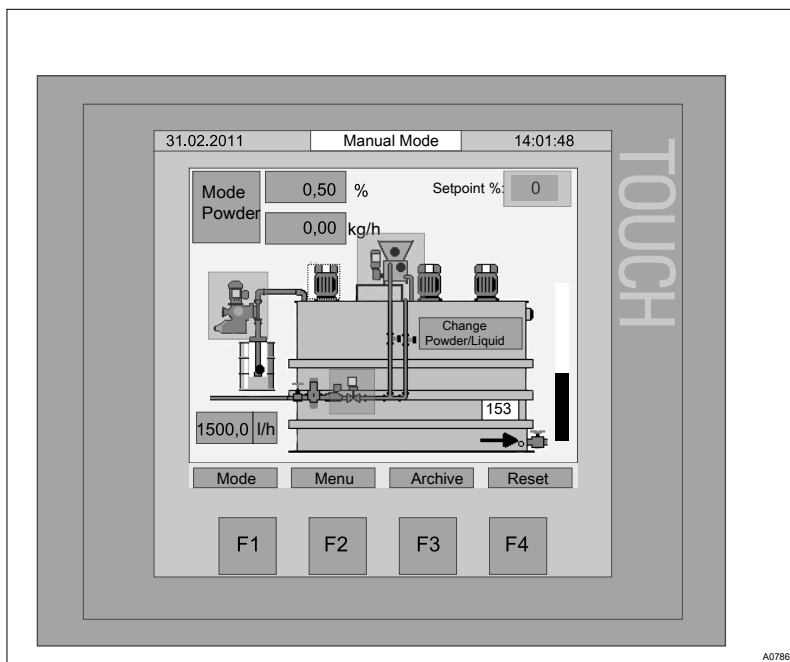 31.02.2011 Manual Mode 14:01:48
Mode Powder
0,50 %
Setpoint %: 0
0,00 kg/h
Change
Powder/Liquid
153
1500,0 l/h
Mode Menu Archive Reset
F1 F2 F3 F4
TOUCH
A0786